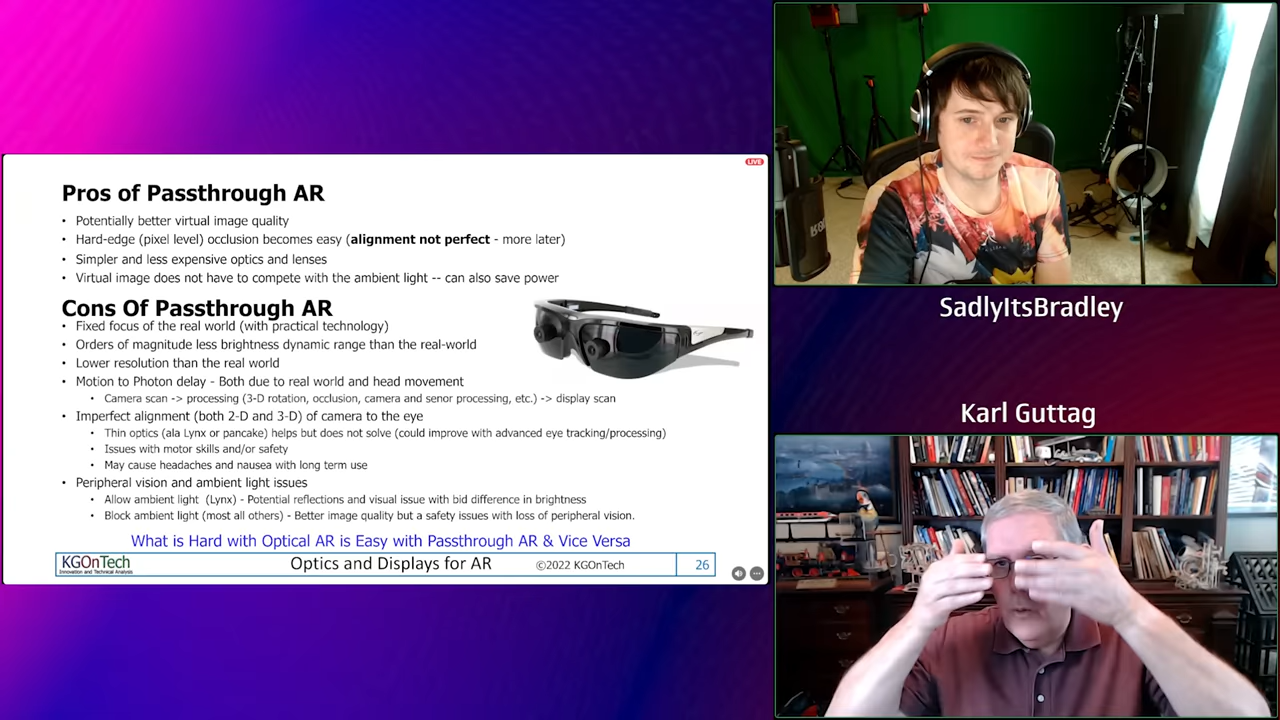 LIVE
Pros of Passthrough AR
• Potentially better virtual image quality
• Hard-edge (pixel level) occlusion becomes easy (alignment not perfect - more later)
• Simpler and less expensive optics and lenses
• Virtual image does not have to compete with the ambient light -- can also save power
Cons Of Passthrough AR
• Fixed focus of the real world (with practical technology)
• Orders of magnitude less brightness dynamic range than the real-world
• Lower resolution than the real world
• Motion to Photon delay - Both due to real world and head movement
• Camera scan -> processing (3-D rotation, occlusion, camera and senor processing, etc.) -> display scan
• Imperfect alignment (both 2-D and 3-D) of camera to the eye
• Thin optics (ala Lynx or pancake) helps but does not solve (could improve with advanced eye tracking/processing)
• Issues with motor skills and/or safety
• May cause headaches and nausea with long term use
• Peripheral vision and ambient light issues
• Allow ambient light (Lynx) - Potential reflections and visual issue with bid difference in brightness
• Block ambient light (most all others) - Better image quality but a safety issues with loss of peripheral vision.
What is Hard with Optical AR is Easy with Passthrough AR & Vice Versa
KGOnTech
Innovation and Technical Analysis
Optics and Displays for AR
©2022 KGOnTech
26
SadlyItsBradley
Karl Guttag